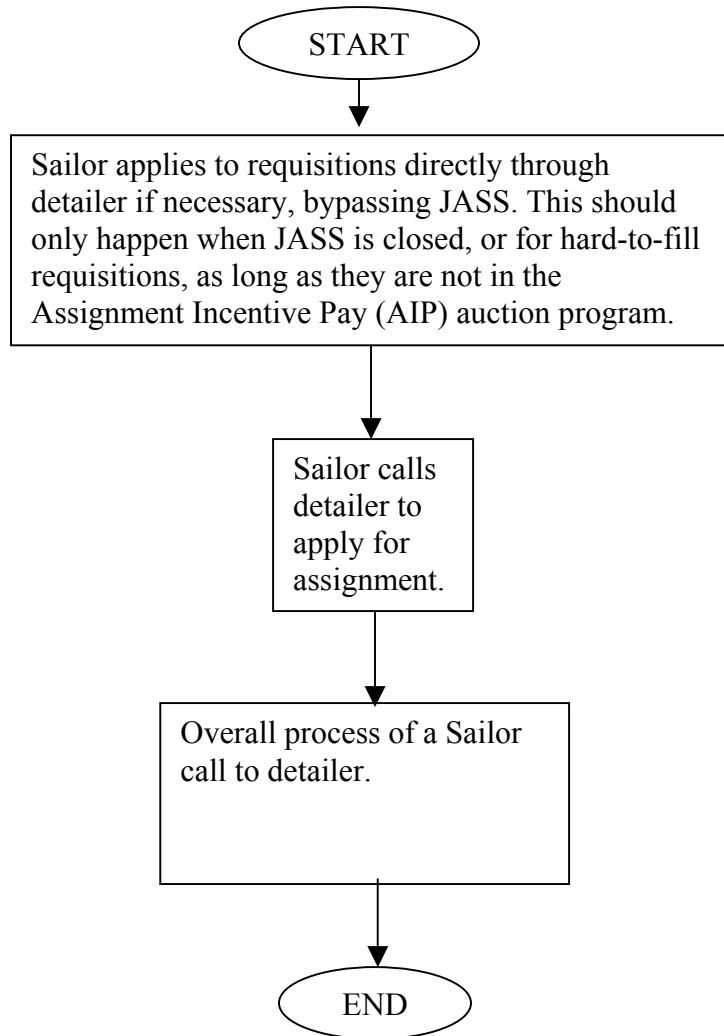 START
Sailor applies to requisitions directly through
detailer if necessary, bypassing JASS. This should
only happen when JASS is closed, or for hard-to-fill
requisitions, as long as they are not in the
Assignment Incentive Pay (AIP) auction program.
Sailor calls
detailer to
apply for
assignment.
Overall process of a Sailor
call to detailer.
END